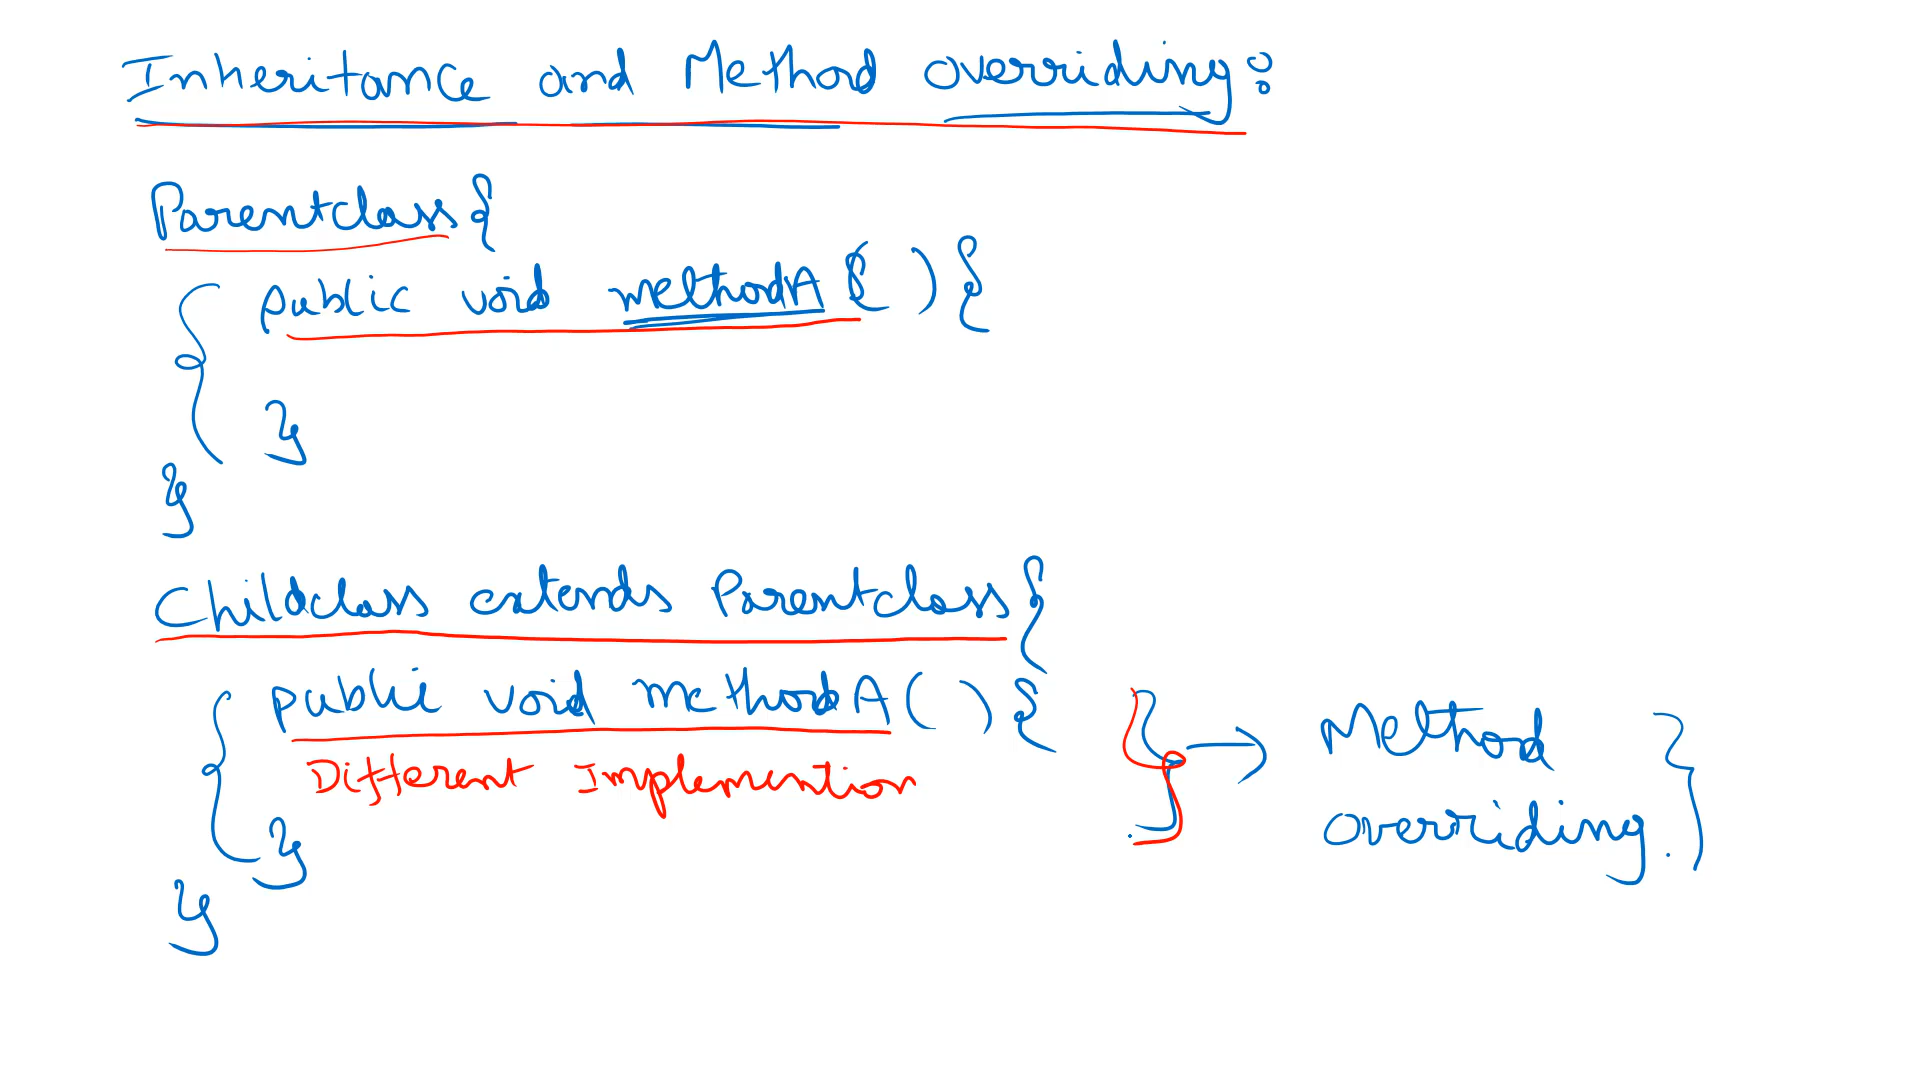 Inheritance and Method overriding:
Parentclass{
public void methodA(){
}
}
Childclass extends Parentclass{
public void methodA(){
Different Implemention
}
}
} → Method overriding. }